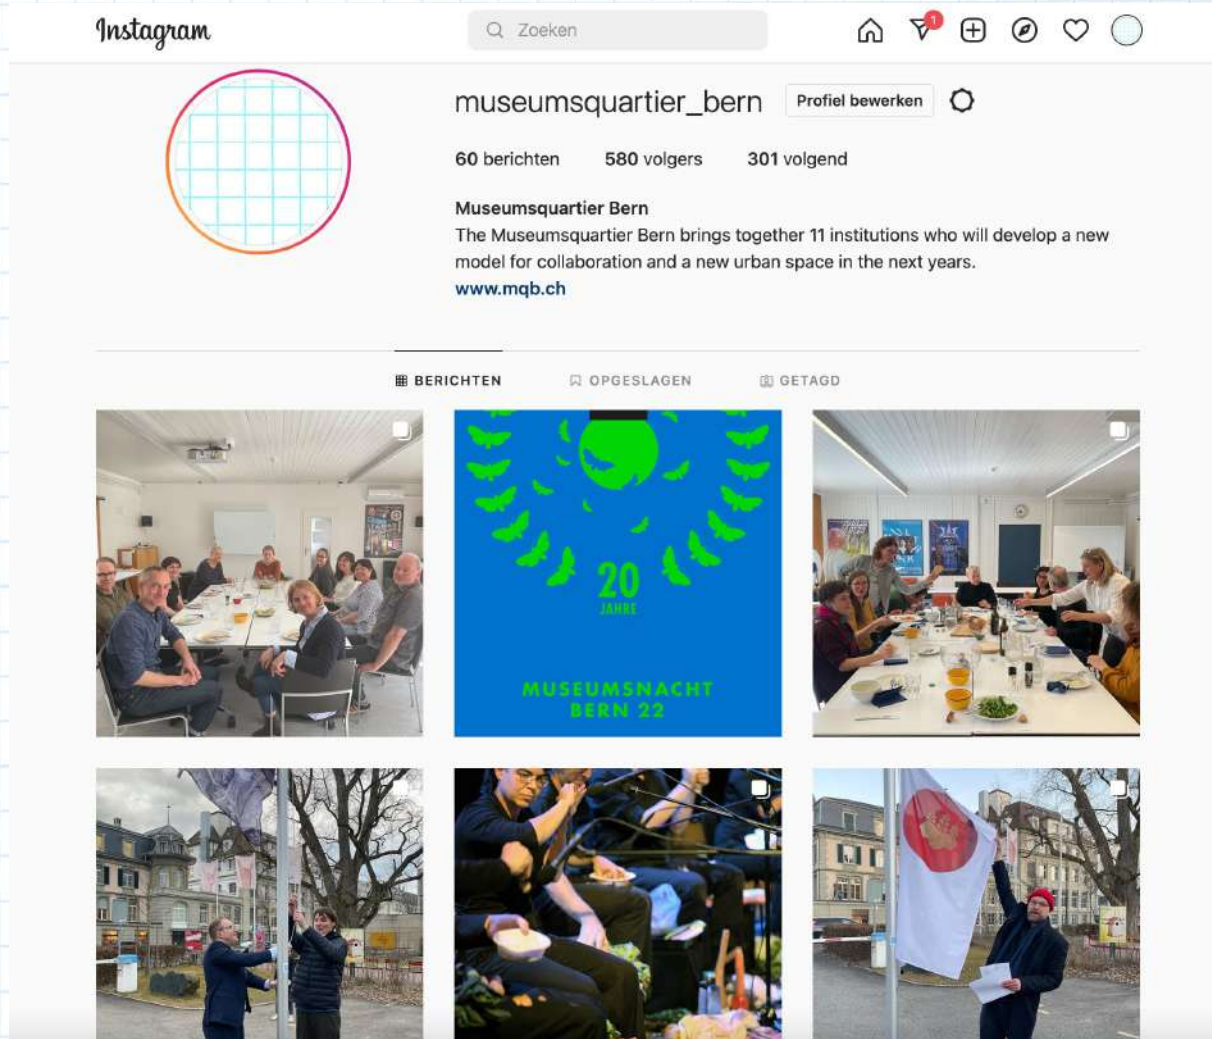 Instagram
Zoeken
1
museumsquartier_bern Profiel bewerken
60 berichten 580 volgers 301 volgend
Museumsquartier Bern
The Museumsquartier Bern brings together 11 institutions who will develop a new
model for collaboration and a new urban space in the next years.
www.mqb.ch
BERICHTEN OPGESLAGEN GETAGD
20
JAHRE
MUSEUMSNACHT
BERN 22